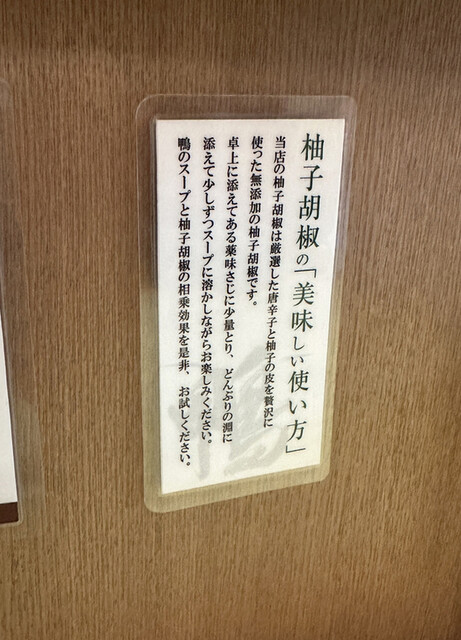 柚子胡椒の「美味しい使い方」
当店の柚子胡椒は厳選した唐辛子と柚子の皮を贅沢に
使った無添加の柚子胡椒です。
卓上に添えてある薬味さじに少量とり、どんぶりの淵に
添えて少しずつスープに溶かしながらお楽しみください。
鴨のスープと柚子胡椒の相乗効果を是非、お試しください。